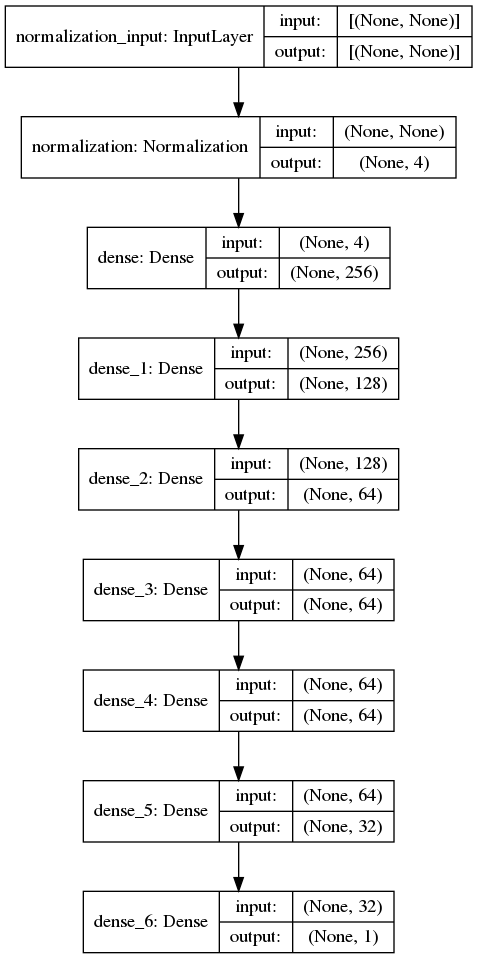 normalization_input: InputLayer
input: [(None, None)]
output: [(None, None)]
normalization: Normalization
input: (None, None)
output: (None, 4)
dense: Dense
input: (None, 4)
output: (None, 256)
dense_1: Dense
input: (None, 256)
output: (None, 128)
dense_2: Dense
input: (None, 128)
output: (None, 64)
dense_3: Dense
input: (None, 64)
output: (None, 64)
dense_4: Dense
input: (None, 64)
output: (None, 64)
dense_5: Dense
input: (None, 64)
output: (None, 32)
dense_6: Dense
input: (None, 32)
output: (None, 1)